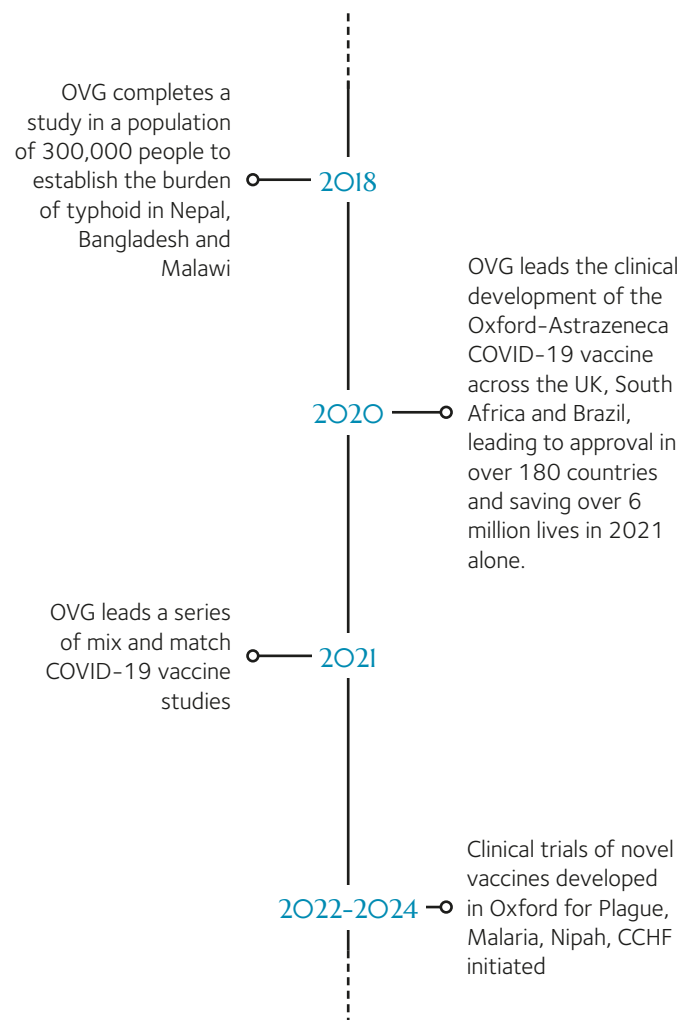 OVG completes a
study in a population
of 300,000 people to
establish the burden
of typhoid in Nepal,
Bangladesh and
Malawi
2018
OVG leads the clinical
development of the
Oxford-Astrazeneca
COVID-19 vaccine
across the UK, South
Africa and Brazil,
leading to approval in
over 180 countries
and saving over 6
million lives in 2021
alone.
2020
OVG leads a series
of mix and match
COVID-19 vaccine
studies
2021
Clinical trials of novel
vaccines developed
in Oxford for Plague,
Malaria, Nipah, CCHF
initiated
2022-2024